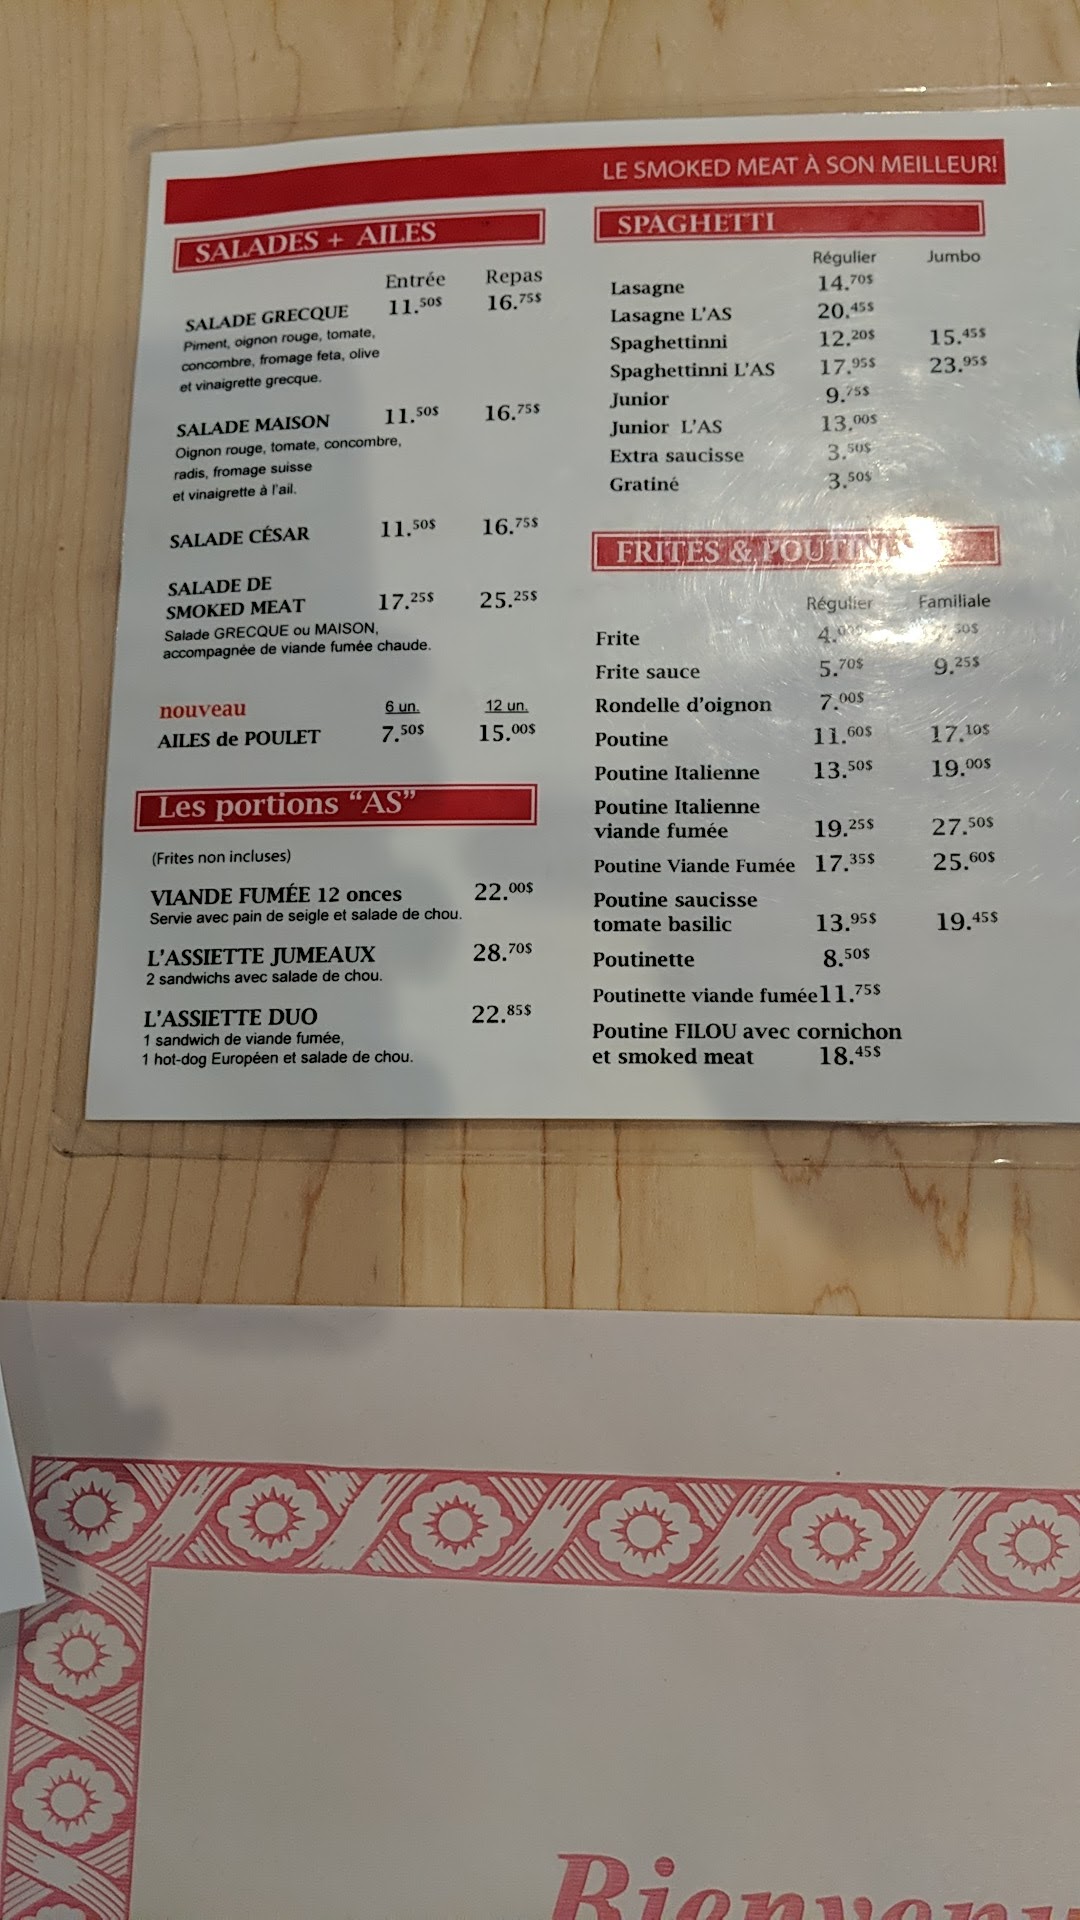 LE SMOKED MEAT À SON MEILLEUR!
SALADES + AILES
Entrée Repas
SALADE GRECQUE 11.50$ 16.75$
Piment, oignon rouge, tomate,
concombre, fromage feta, olive
et vinaigrette grecque.
SALADE MAISON 11.50$ 16.75$
Oignon rouge, tomate, concombre,
radis, fromage suisse
et vinaigrette à l'ail.
SALADE CÉSAR 11.50$ 16.75$
SALADE DE
SMOKED MEAT 17.25$ 25.25$
Salade GRECQUE ou MAISON,
accompagnée de viande fumée chaude.
nouveau 6 un. 12 un.
AILES de POULET 7.50$ 15.00$
Les portions "AS"
(Frites non incluses)
VIANDE FUMÉE 12 onces 22.00$
Servie avec pain de seigle et salade de chou.
L'ASSIETTE JUMEAUX 28.70$
2 sandwichs avec salade de chou.
L'ASSIETTE DUO 22.85$
1 sandwich de viande fumée,
1 hot-dog Européen et salade de chou.
SPAGHETTI
Régulier Jumbo
Lasagne 14.70$
Lasagne L'AS 20.45$
Spaghettinni 12.20$ 15.45$
Spaghettinni L'AS 17.95$ 23.95$
Junior 9.75$
Junior L'AS 13.00$
Extra saucisse 3.50$
Gratiné 3.50$
FRITES &
Régulier Familiale
Frite
Frite sauce 5.70$ 9.25$
Rondelle d'oignon 7.00$
Poutine 11.60$ 17.10$
Poutine Italienne 13.50$ 19.00$
Poutine Italienne
viande fumée 19.25$ 27.50$
Poutine Viande Fumée 17.35$ 25.60$
Poutine saucisse
tomate basilic 13.95$ 19.45$
Poutinette 8.50$
Poutinette viande fumée 11.75$
Poutine FILOU avec cornichon
et smoked meat 18.45$